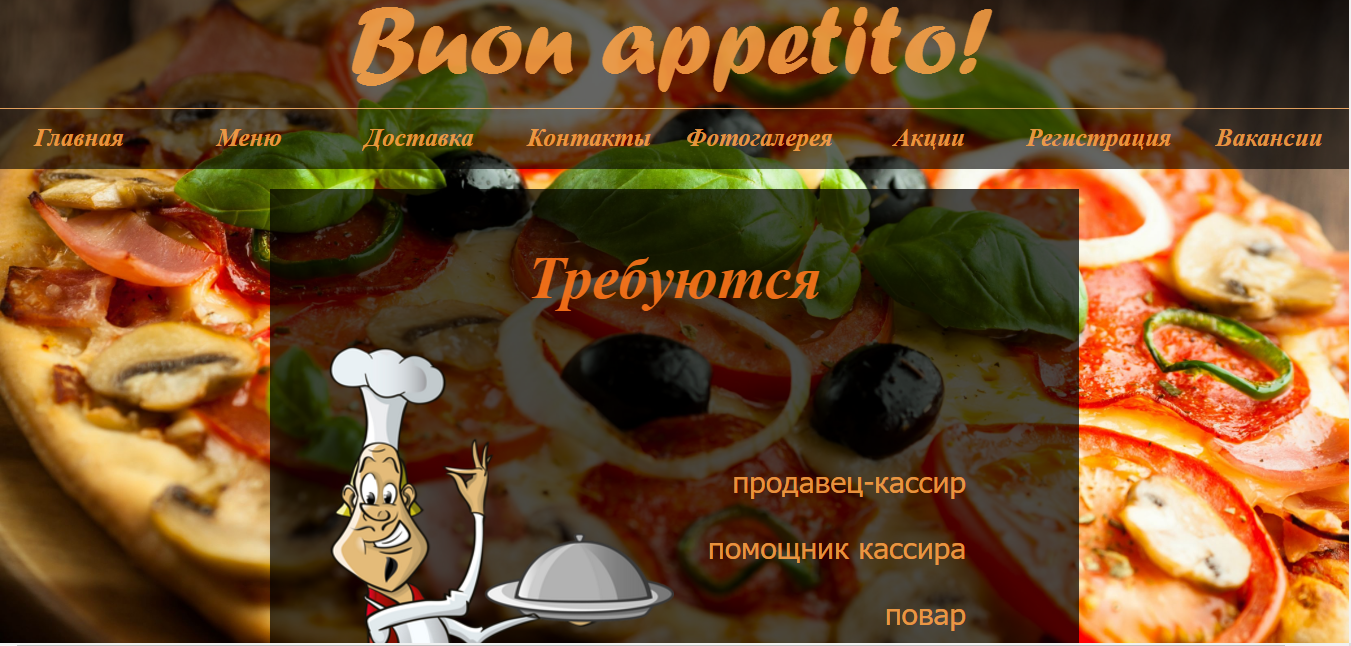 Buon appetito!
Главная Меню Доставка Контакты Фотогалерея Акции Регистрация Вакансии
Требуются
продавец-кассир
помощник кассира
повар